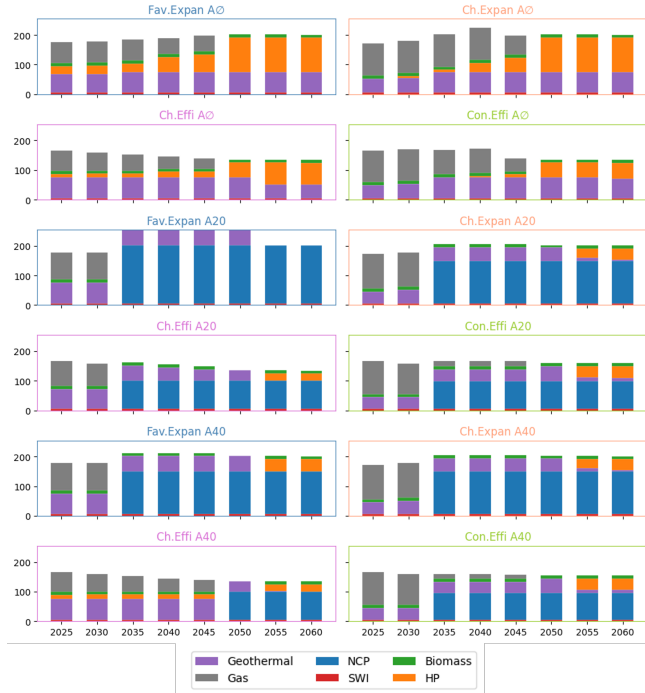 Fav.Expan A∅ Ch.Expan A∅
200
100
0
Ch.Effi A∅ Con.Effi A∅
200
100
0
Fav.Expan A20 Ch.Expan A20
200
100
0
Ch.Effi A20 Con.Effi A20
200
100
0
Fav.Expan A40 Ch.Expan A40
200
100
0
Ch.Effi A40 Con.Effi A40
200
100
0
2025 2030 2035 2040 2045 2050 2055 2060 2025 2030 2035 2040 2045 2050 2055 2060
Geothermal NCP Biomass
Gas SWI HP